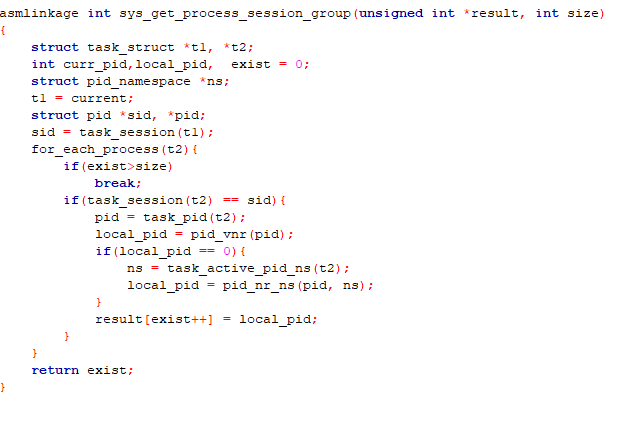 asmlinkage int sys_get_process_session_group(unsigned int *result, int size)
{
    struct task_struct *t1, *t2;
    int curr_pid,local_pid,  exist = 0;
    struct pid_namespace *ns;
    t1 = current;
    struct pid *sid, *pid;
    sid = task_session(t1);
    for_each_process(t2){
        if(exist>size)
            break;
        if(task_session(t2) == sid){
            pid = task_pid(t2);
            local_pid = pid_vnr(pid);
            if(local_pid == 0){
                ns = task_active_pid_ns(t2);
                local_pid = pid_nr_ns(pid, ns);
            }
            result[exist++] = local_pid;
        }
    }
    return exist;
}